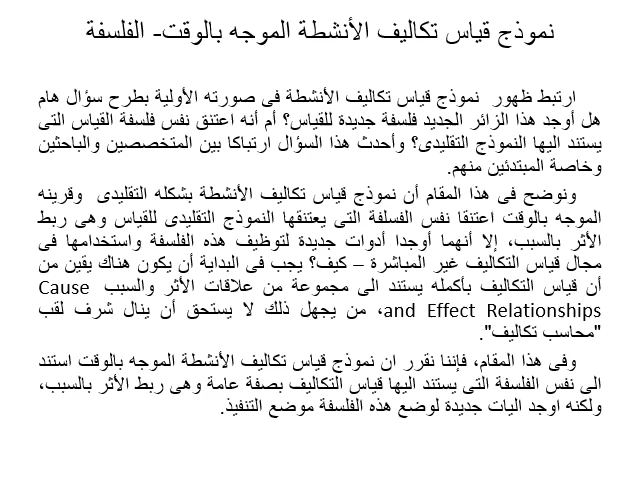 نموذج قياس تكاليف الأنشطة الموجه بالوقت- الفلسفة
ارتبط ظهور نموذج قياس تكاليف الأنشطة فى صورته الأولية بطرح سؤال هام
هل أوجد هذا الزائر الجديد فلسفة جديدة للقياس؟ أم أنه اعتنق نفس فلسفة القياس التى
يستند اليها النموذج التقليدى؟ وأحدث هذا السؤال ارتباكا بين المتخصصين والباحثين
وخاصة المبتدئين منهم.
ونوضح فى هذا المقام أن نموذج قياس تكاليف الأنشطة بشكله التقليدى وقرينه
الموجه بالوقت اعتنقا نفس الفسلفة التى يعتنقها النموذج التقليدى للقياس وهى ربط
الأثر بالسبب، إلا أنهما أوجدا أدوات جديدة لتوظيف هذه الفلسفة واستخدامها فى
مجال قياس التكاليف غير المباشرة – كيف؟ يجب فى البداية أن يكون هناك يقين من
أن قياس التكاليف بأكمله يستند الى مجموعة من علاقات الأثر والسبب Cause
and Effect Relationships، من يجهل ذلك لا يستحق أن ينال شرف لقب
"محاسب تكاليف".
وفى هذا المقام، فإننا نقرر ان نموذج قياس تكاليف الأنشطة الموجه بالوقت استند
الى نفس الفلسفة التى يستند اليها قياس التكاليف بصفة عامة وهى ربط الأثر بالسبب،
ولكنه اوجد اليات جديدة لوضع هذه الفلسفة موضع التنفيذ.